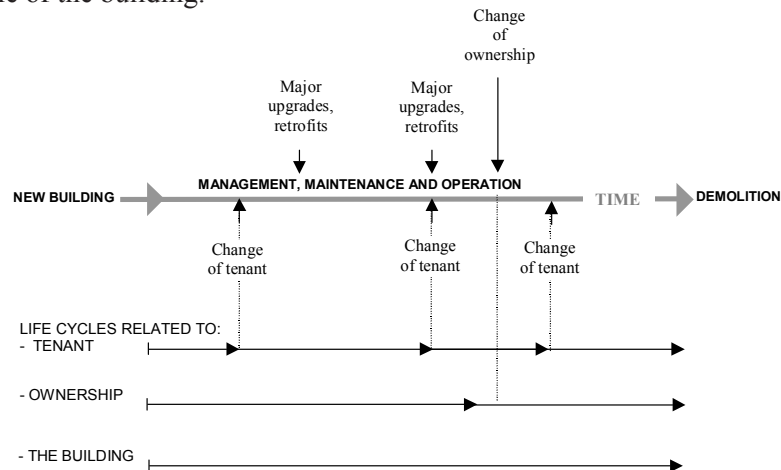 of the building.
Change
of
ownership
Major
upgrades,
retrofits
Major
upgrades,
retrofits
MANAGEMENT, MAINTENANCE AND OPERATION
NEW BUILDING
TIME
DEMOLITION
Change
of tenant
Change
of tenant
Change
of tenant
LIFE CYCLES RELATED TO:
- TENANT
- OWNERSHIP
- THE BUILDING